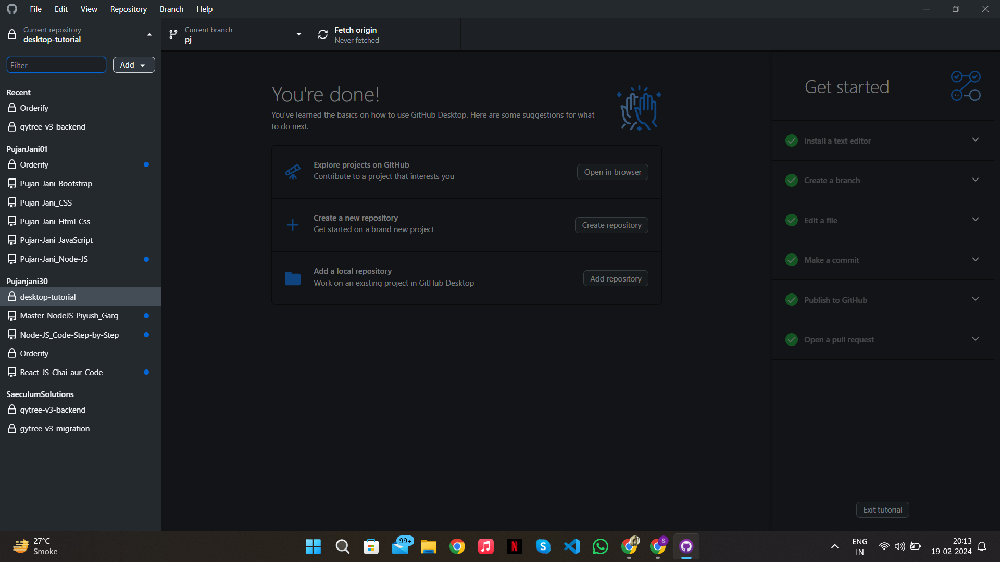 File Edit View Repository Branch Help
Current repository
desktop-tutorial
Current branch
pj
Fetch origin
Never fetched
Filter
Add
Recent
Orderify
gytree-v3-backend
PujanJani01
Orderify
Pujan-Jani_Bootstrap
Pujan-Jani_CSS
Pujan-Jani_Html-Css
Pujan-Jani_JavaScript
Pujan-Jani_Node-JS
Pujanjani30
desktop-tutorial
Master-NodeJS-Piyush_Garg
Node-JS_Code-Step-by-Step
Orderify
React-JS_Chai-aur-Code
SaeculumSolutions
gytree-v3-backend
gytree-v3-migration
You're done!
You've learned the basics on how to use GitHub Desktop. Here are some suggestions for what
to do next.
Explore projects on GitHub
Contribute to a project that interests you
Open in browser
Create a new repository
Get started on a brand new project
Create repository
Add a local repository
Work on an existing project in GitHub Desktop
Add repository
Get started
Install a text editor
Create a branch
Edit a file
Make a commit
Publish to GitHub
Open a pull request
Exit tutorial
27°C
Smoke
99+
N
S
S
ENG
IN
20:13
19-02-2024